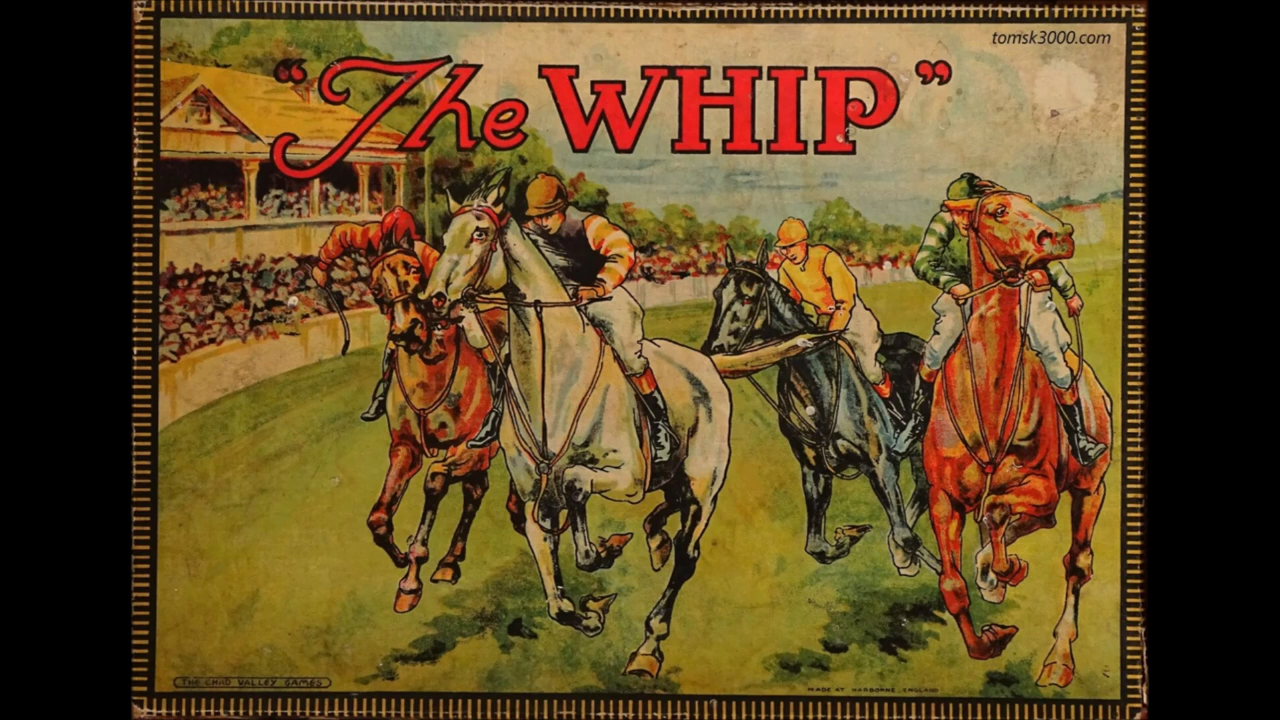 tomsk3000.com
“The WHIP”
THE CHAD VALLEY GAMES
MADE AT HARBORNE, ENGLAND